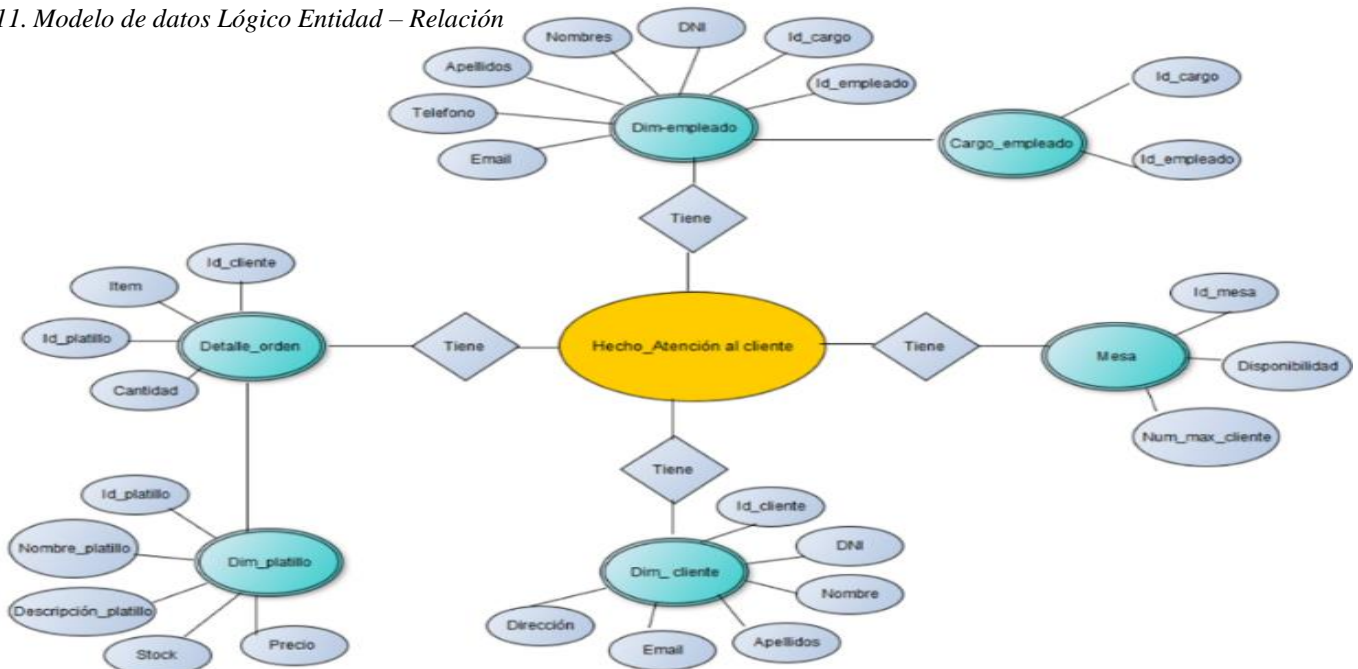 11. Modelo de datos Lógico Entidad – Relación
Nombres
DNI
Id_cargo
Apellidos
Id_empleado
Telefono
Email
Dim-empleado
Cargo_empleado
Id_cargo
Id_empleado
Tiene
Id_cliente
Item
Id_platillo
Cantidad
Detalle_orden
Tiene
Hecho_Atención al cliente
Tiene
Mesa
Id_mesa
Disponibilidad
Num_max_cliente
Tiene
Id_platillo
Nombre_platillo
Descripción_platillo
Stock
Precio
Dim_platillo
Id_cliente
DNI
Nombre
Apellidos
Email
Dirección
Dim_ cliente